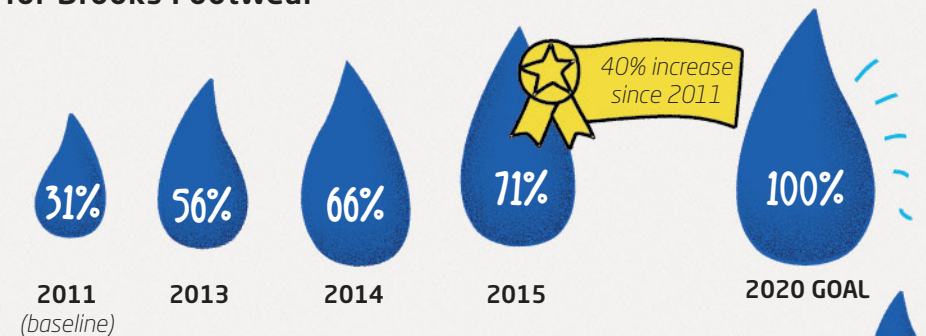 for Brooks Footwear
40% increase
since 2011
31%
56%
66%
71%
100%
2011
(baseline)
2013
2014
2015
2020 GOAL